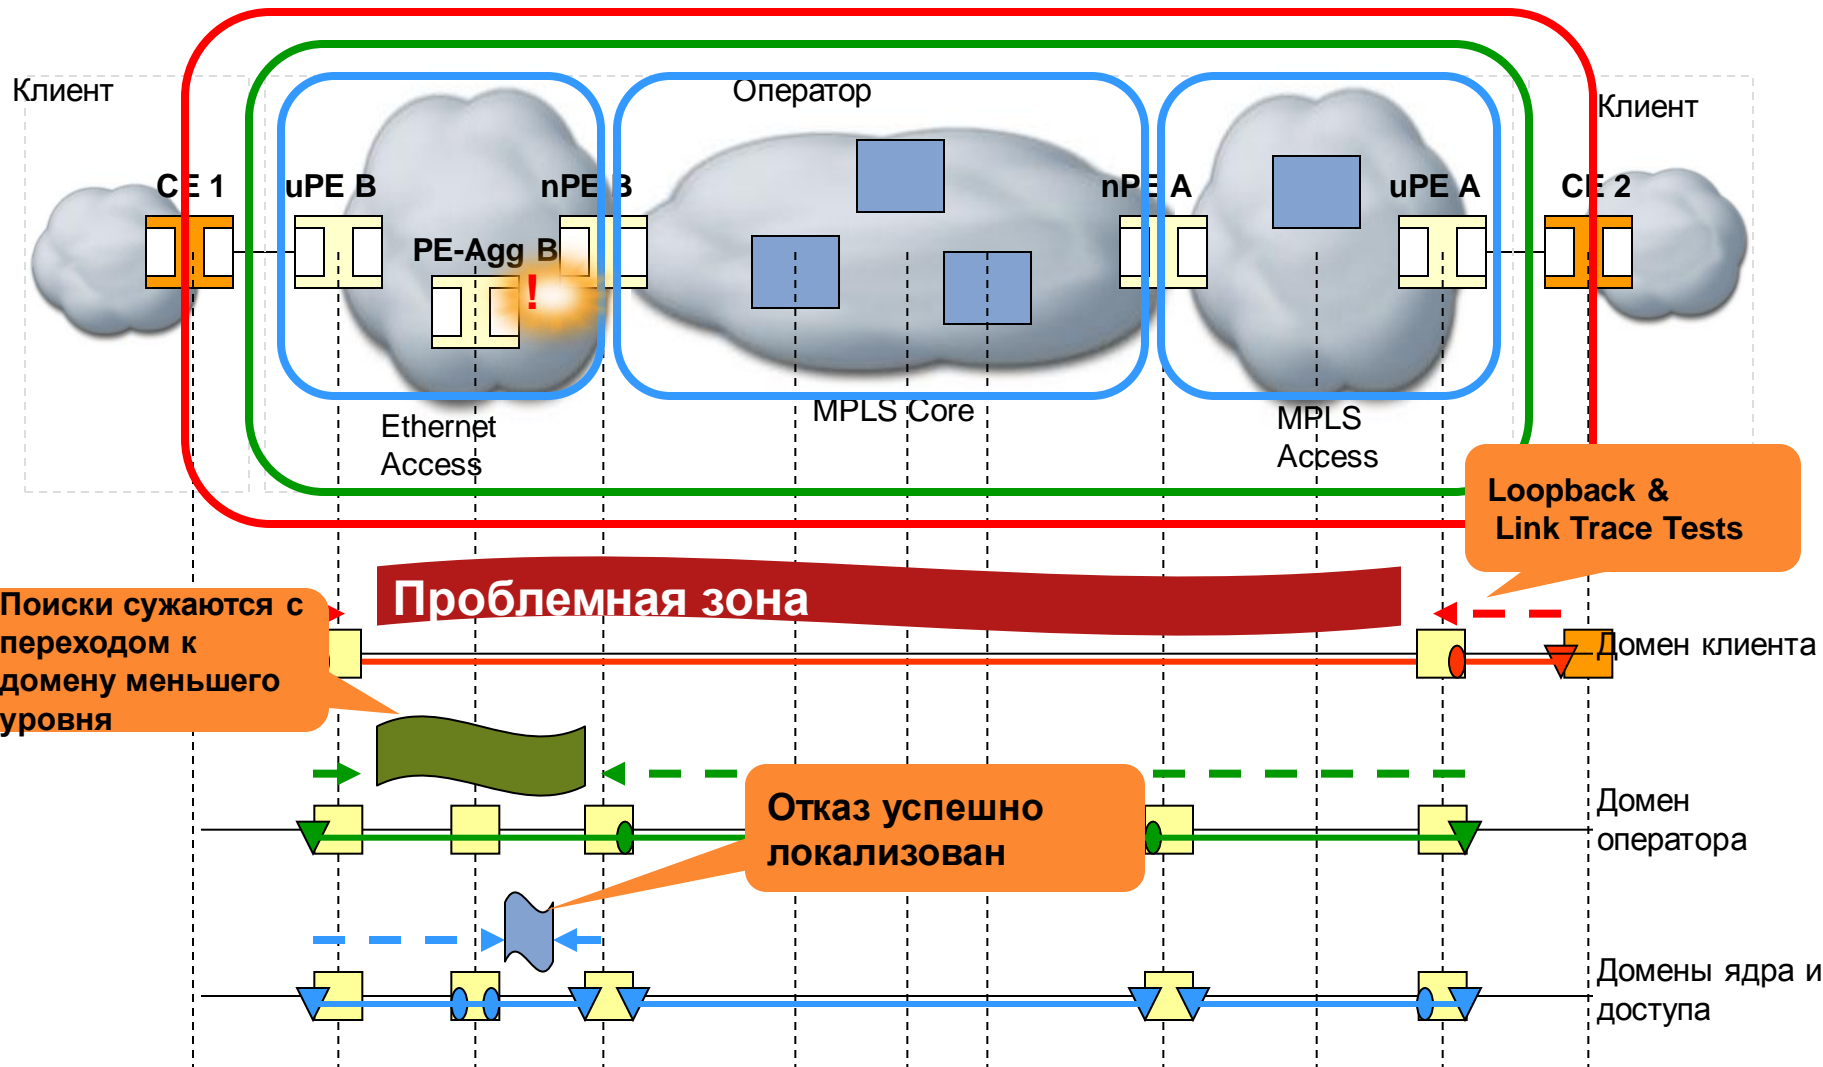 Клиент
Оператор
Клиент
CE 1
uPE B
nPE B
nPE A
uPE A
CE 2
PE-Agg B
!
Ethernet
Access
MPLS Core
MPLS
Access
Loopback &
Link Trace Tests
Проблемная зона
Поиски сужаются с
переходом к
домену меньшего
уровня
Домен клиента
Отказ успешно
локализован
Домен
оператора
Домены ядра и
доступа